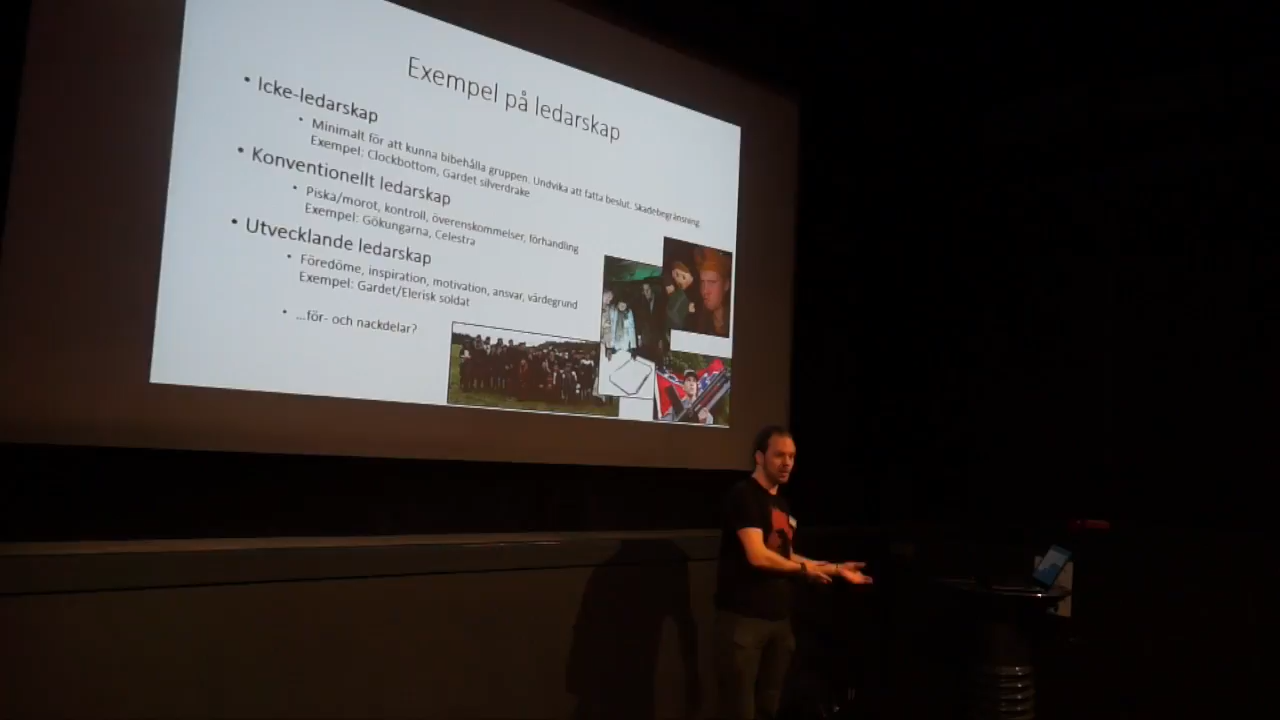 Exempel på ledarskap
• Icke-ledarskap
• Minimalt för att kunna bibehålla gruppen. Undvika att fatta beslut. Skadebegränsning
Exempel: Clockbottom, Gardet silverdrake
• Konventionellt ledarskap
• Piska/morot, kontroll, överenskommelser, förhandling
Exempel: Gökungarna, Celestra
• Utvecklande ledarskap
• Föredöme, inspiration, motivation, ansvar, värdegrund
Exempel: Gardet/Elerisk soldat
• ...för- och nackdelar?